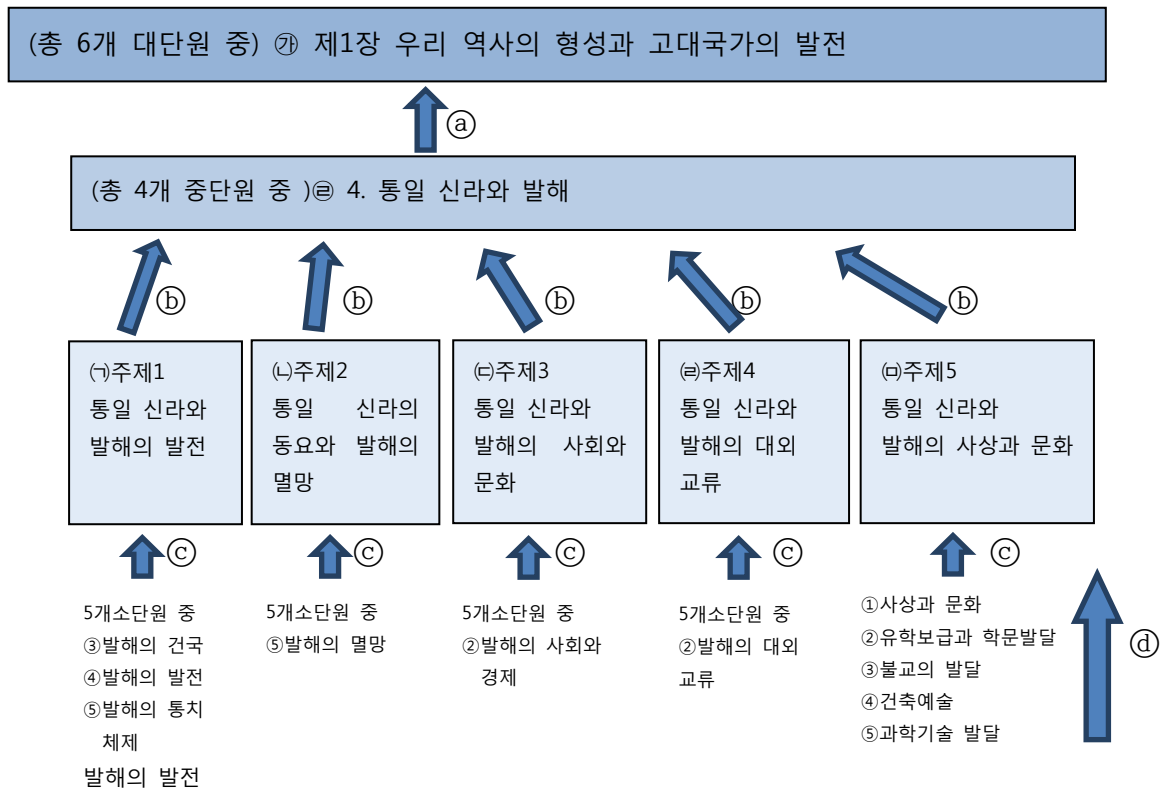 (총 6개 대단원 중) ㉮ 제1장 우리 역사의 형성과 고대국가의 발전
ⓐ
(총 4개 중단원 중 )㉣ 4. 통일 신라와 발해
ⓑ ⓑ ⓑ ⓑ ⓑ
㈀주제1
통일 신라와
발해의 발전
㈁주제2
통일 신라의
동요와 발해의
멸망
㈂주제3
통일 신라와
발해의 사회와
문화
㈃주제4
통일 신라와
발해의 대외
교류
㈄주제5
통일 신라와
발해의 사상과 문화
ⓒ ⓒ ⓒ ⓒ ⓒ
5개소단원 중
③발해의 건국
④발해의 발전
⑤발해의 통치
체제
발해의 발전
5개소단원 중
⑤발해의 멸망
5개소단원 중
②발해의 사회와
경제
5개소단원 중
②발해의 대외
교류
①사상과 문화
②유학보급과 학문발달
③불교의 발달
④건축예술
⑤과학기술 발달
ⓓ